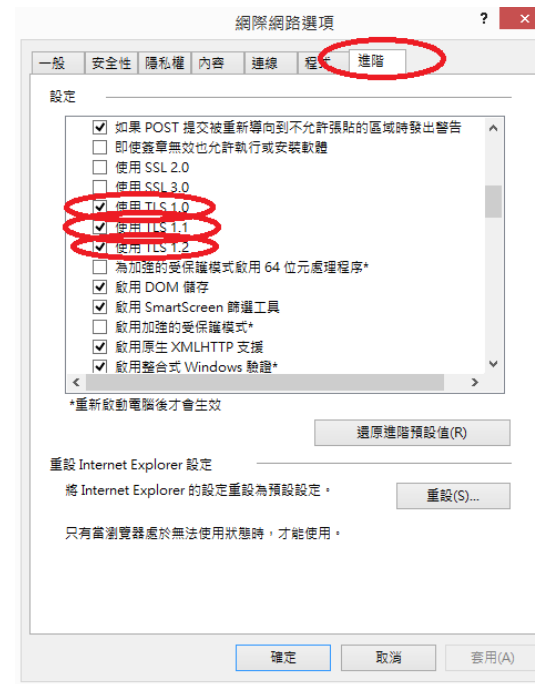 網際網路選項
?
×
一般 安全性 隱私權 內容 連線 程式 進階
設定
如果 POST 提交被重新導向到不允許張貼的區域時發出警告
即使簽章無效也允許執行或安裝軟體
使用 SSL 2.0
使用 SSL 3.0
使用 TLS 1.0
使用 TLS 1.1
使用 TLS 1.2
為加強的受保護模式啟用 64 位元處理程序*
啟用 DOM 儲存
啟用 SmartScreen 篩選工具
啟用加強的受保護模式*
啟用原生 XMLHTTP 支援
啟用整合式 Windows 驗證*
*重新啟動電腦後才會生效
還原進階預設值(R)
重設 Internet Explorer 設定
將 Internet Explorer 的設定重設為預設設定。
重設(S)...
只有當瀏覽器處於無法使用狀態時，才能使用。
確定 取消 套用(A)